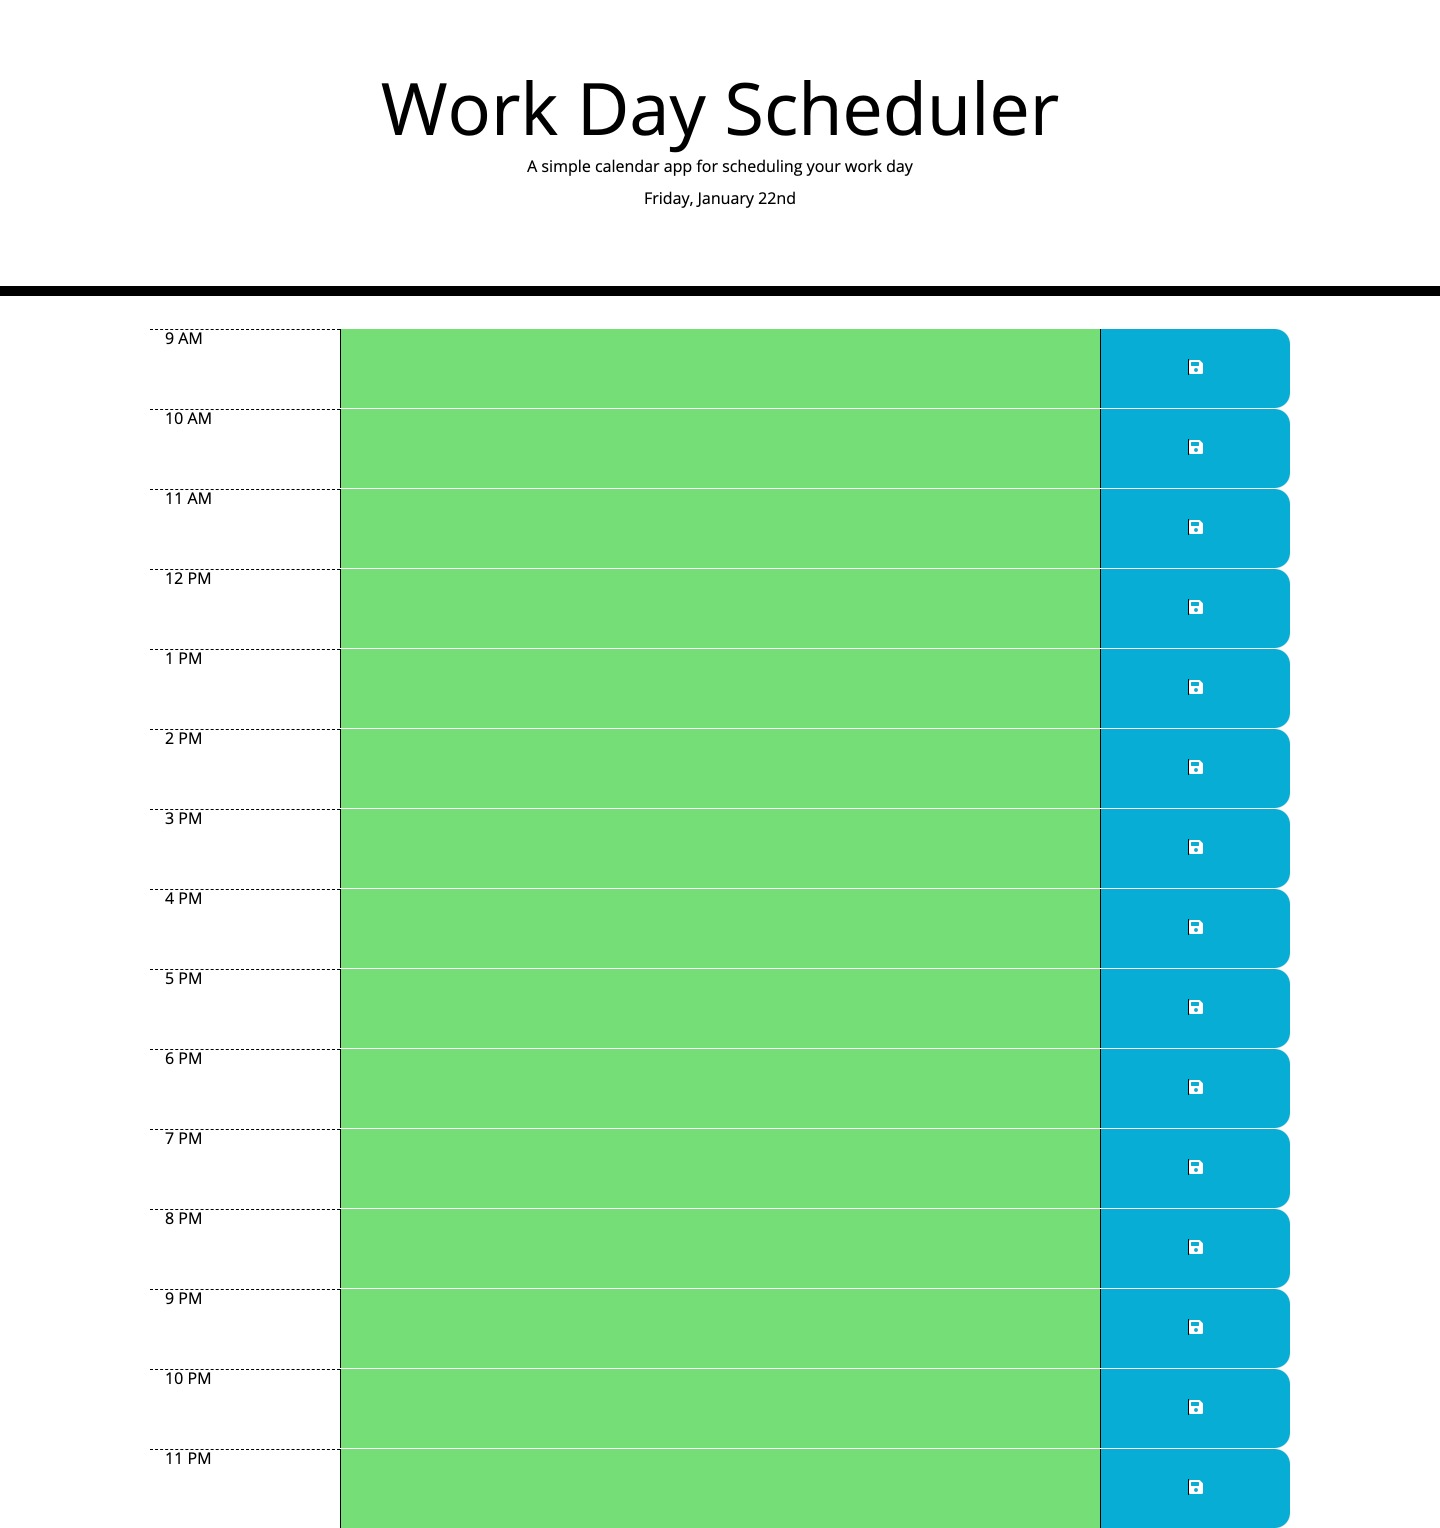 Work Day Scheduler
A simple calendar app for scheduling your work day
Friday, January 22nd
9 AM
10 AM
11 AM
12 PM
1 PM
2 PM
3 PM
4 PM
5 PM
6 PM
7 PM
8 PM
9 PM
10 PM
11 PM